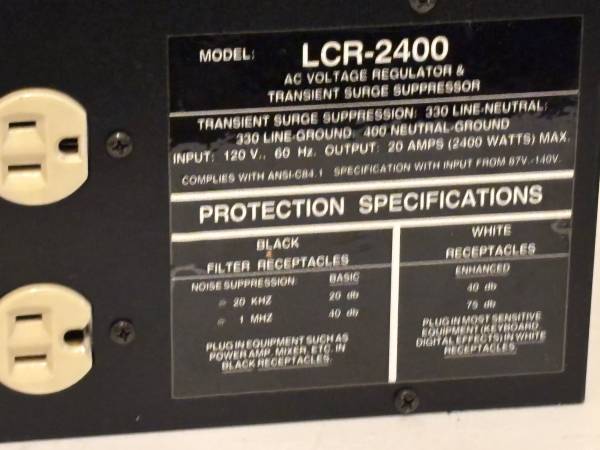 MODEL: LCR-2400
AC VOLTAGE REGULATOR &
TRANSIENT SURGE SUPPRESSOR
TRANSIENT SURGE SUPPRESSION: 330 LINE-NEUTRAL;
330 LINE-GROUND, 400 NEUTRAL-GROUND
INPUT: 120 V., 60 Hz. OUTPUT: 20 AMPS (2400 WATTS) MAX.
COMPLIES WITH ANSI-C84.1 SPECIFICATION WITH INPUT FROM 87V.-140V.
PROTECTION SPECIFICATIONS
BLACK
FILTER RECEPTACLES
NOISE SUPPRESSION: BASIC
@ 20 KHZ 20 db
@ 1 MHZ 40 db
PLUG IN EQUIPMENT SUCH AS
POWER AMP, MIXER, ETC. IN
BLACK RECEPTACLES.
WHITE
RECEPTACLES
ENHANCED
40 db
75 db
PLUG IN MOST SENSITIVE
EQUIPMENT (KEYBOARD,
DIGITAL EFFECTS) IN WHITE
RECEPTACLES.